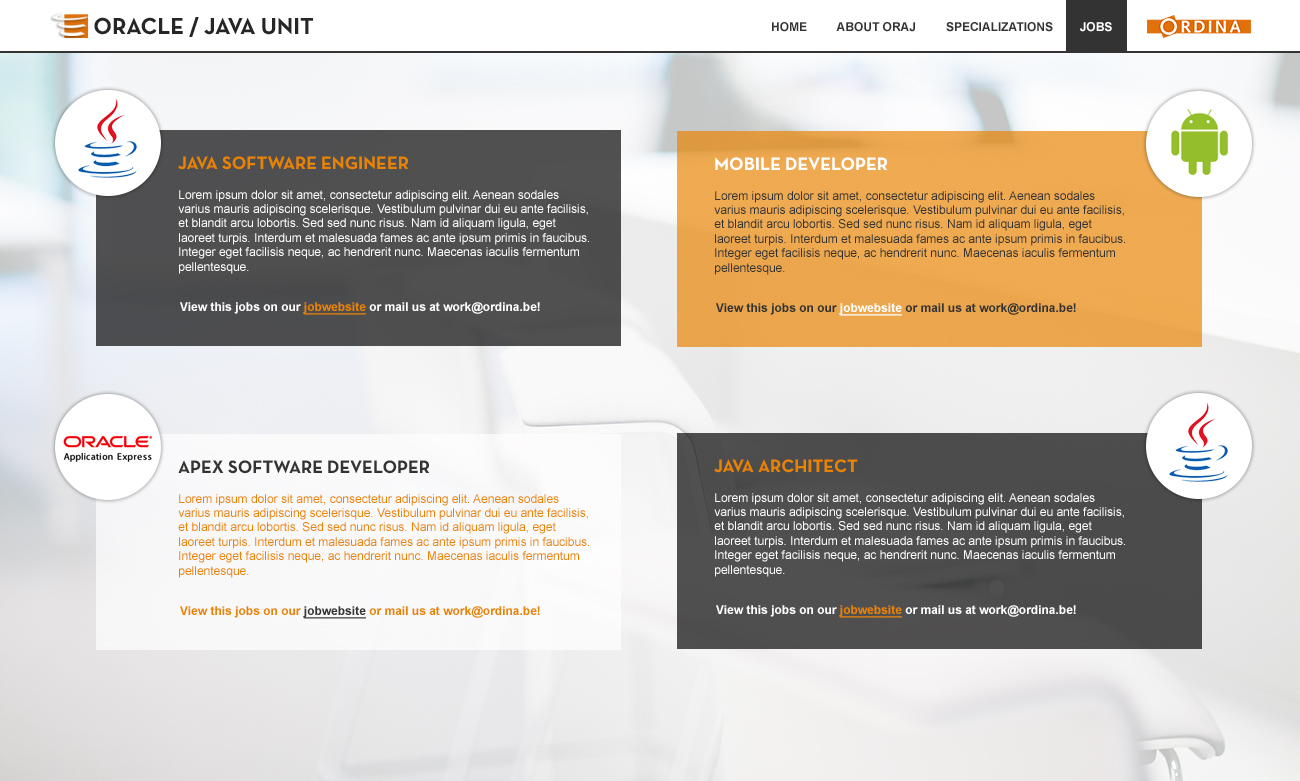 ORACLE / JAVA UNIT
HOME
ABOUT ORAJ
SPECIALIZATIONS
JOBS
ORDINA
JAVA SOFTWARE ENGINEER
Lorem ipsum dolor sit amet, consectetur adipiscing elit. Aenean sodales
varius mauris adipiscing scelerisque. Vestibulum pulvinar dui eu ante facilisis,
et blandit arcu lobortis. Sed sed nunc risus. Nam id aliquam ligula, eget
laoreet turpis. Interdum et malesuada fames ac ante ipsum primis in faucibus.
Integer eget facilisis neque, ac hendrerit nunc. Maecenas iaculis fermentum
pellentesque.
View this jobs on our jobwebsite or mail us at work@ordina.be!
MOBILE DEVELOPER
Lorem ipsum dolor sit amet, consectetur adipiscing elit. Aenean sodales
varius mauris adipiscing scelerisque. Vestibulum pulvinar dui eu ante facilisis,
et blandit arcu lobortis. Sed sed nunc risus. Nam id aliquam ligula, eget
laoreet turpis. Interdum et malesuada fames ac ante ipsum primis in faucibus.
Integer eget facilisis neque, ac hendrerit nunc. Maecenas iaculis fermentum
pellentesque.
View this jobs on our jobwebsite or mail us at work@ordina.be!
ORACLE®
Application Express
APEX SOFTWARE DEVELOPER
Lorem ipsum dolor sit amet, consectetur adipiscing elit. Aenean sodales
varius mauris adipiscing scelerisque. Vestibulum pulvinar dui eu ante facilisis,
et blandit arcu lobortis. Sed sed nunc risus. Nam id aliquam ligula, eget
laoreet turpis. Interdum et malesuada fames ac ante ipsum primis in faucibus.
Integer eget facilisis neque, ac hendrerit nunc. Maecenas iaculis fermentum
pellentesque.
View this jobs on our jobwebsite or mail us at work@ordina.be!
JAVA ARCHITECT
Lorem ipsum dolor sit amet, consectetur adipiscing elit. Aenean sodales
varius mauris adipiscing scelerisque. Vestibulum pulvinar dui eu ante facilisis,
et blandit arcu lobortis. Sed sed nunc risus. Nam id aliquam ligula, eget
laoreet turpis. Interdum et malesuada fames ac ante ipsum primis in faucibus.
Integer eget facilisis neque, ac hendrerit nunc. Maecenas iaculis fermentum
pellentesque.
View this jobs on our jobwebsite or mail us at work@ordina.be!